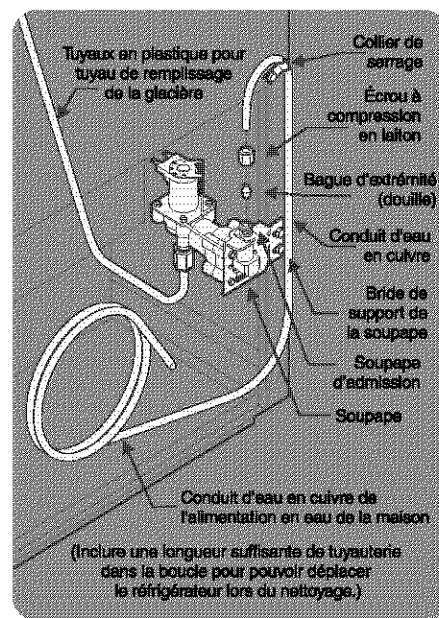 Tuyaux en plastique pour
tuyau de remplissage
de la glacière
Collier de
serrage
Écrou à
compression
en laiton
Bague d'extrémité
(douille)
Conduit d'eau
en cuivre
Bride de
support de
la soupape
Soupape
d'admission
Soupape
Conduit d'eau en cuivre de
l'alimentation en eau de la maison
(Inclure une longueur suffisante de tuyauterie
dans la boucle pour pouvoir déplacer
le réfrigérateur lors du nettoyage.)